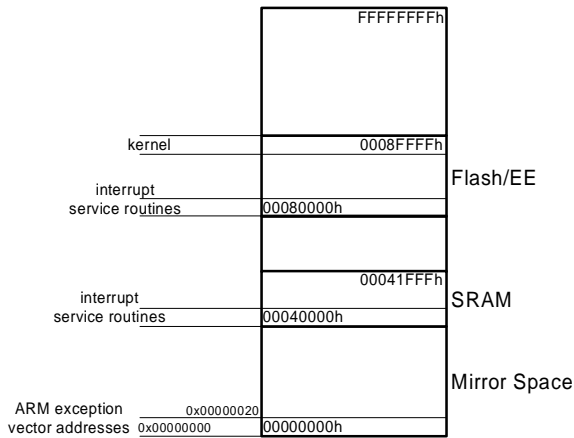 FFFFFFFFh
kernel
0008FFFFh
Flash/EE
interrupt
service routines
00080000h
00041FFFh
SRAM
interrupt
service routines
00040000h
Mirror Space
ARM exception
vector addresses
0x00000020
0x00000000
00000000h